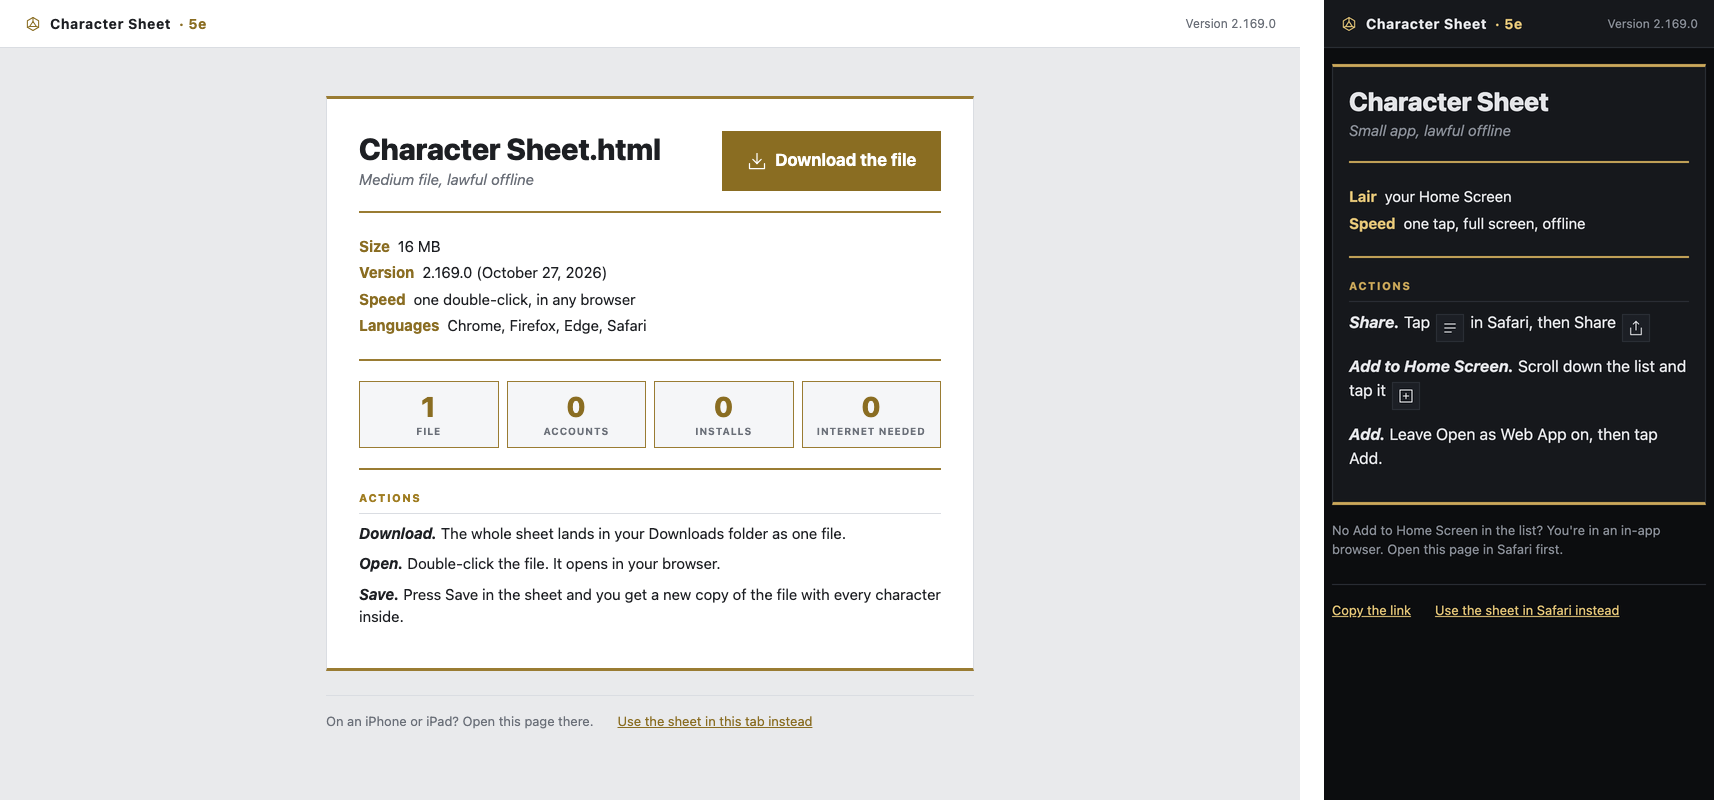 Character Sheet · 5e
Version 2.169.0
Character Sheet.html
Medium file, lawful offline
Download the file
Size 16 MB
Version 2.169.0 (October 27, 2026)
Speed one double-click, in any browser
Languages Chrome, Firefox, Edge, Safari
1
FILE
0
ACCOUNTS
0
INSTALLS
0
INTERNET NEEDED
ACTIONS
Download. The whole sheet lands in your Downloads folder as one file.
Open. Double-click the file. It opens in your browser.
Save. Press Save in the sheet and you get a new copy of the file with every character
inside.
On an iPhone or iPad? Open this page there.
Use the sheet in this tab instead
Character Sheet · 5e
Version 2.169.0
Character Sheet
Small app, lawful offline
Lair your Home Screen
Speed one tap, full screen, offline
ACTIONS
Share. Tap in Safari, then Share
Add to Home Screen. Scroll down the list and
tap it
Add. Leave Open as Web App on, then tap
Add.
No Add to Home Screen in the list? You're in an in-app
browser. Open this page in Safari first.
Copy the link
Use the sheet in Safari instead